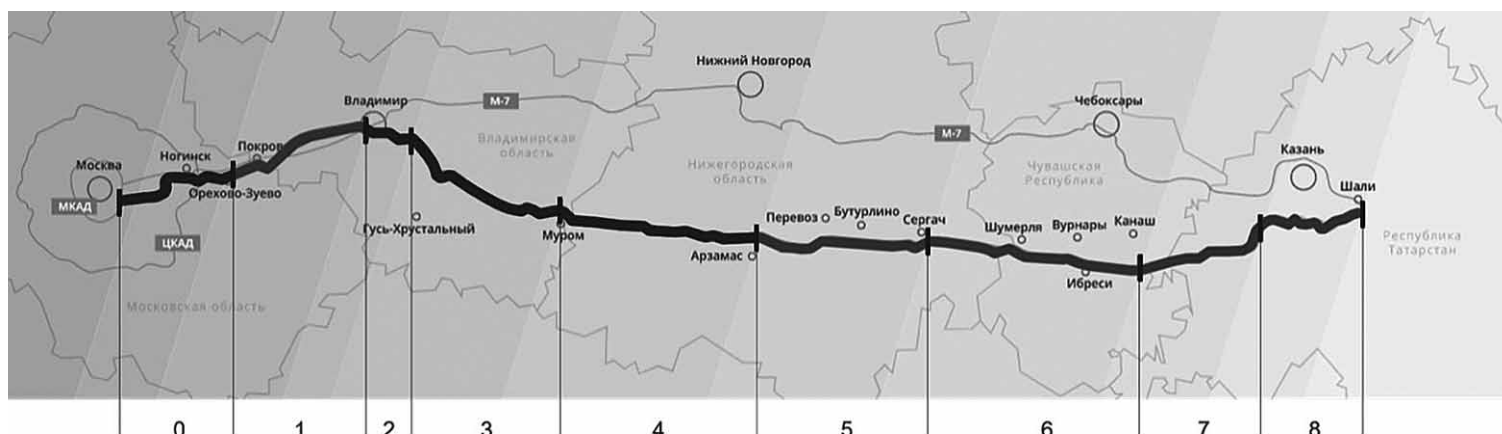 Нижний Новгород
Владимир
М-7
Чебоксары
М-7
Владимирская
область
Покров
Ногинск
Москва
Орехово-Зуево
МКАД
Нижегородская
область
Чувашская
Республика
Казань
Шали
Гусь-Хрустальный
Муром
Перевоз
Бутурлино
Сергач
Шумерля
Вурнары
Канаш
ЦКАД
Арзамас
Ибреси
Республика
Татарстан
Московская область
0 1 2 3 4 5 6 7 8